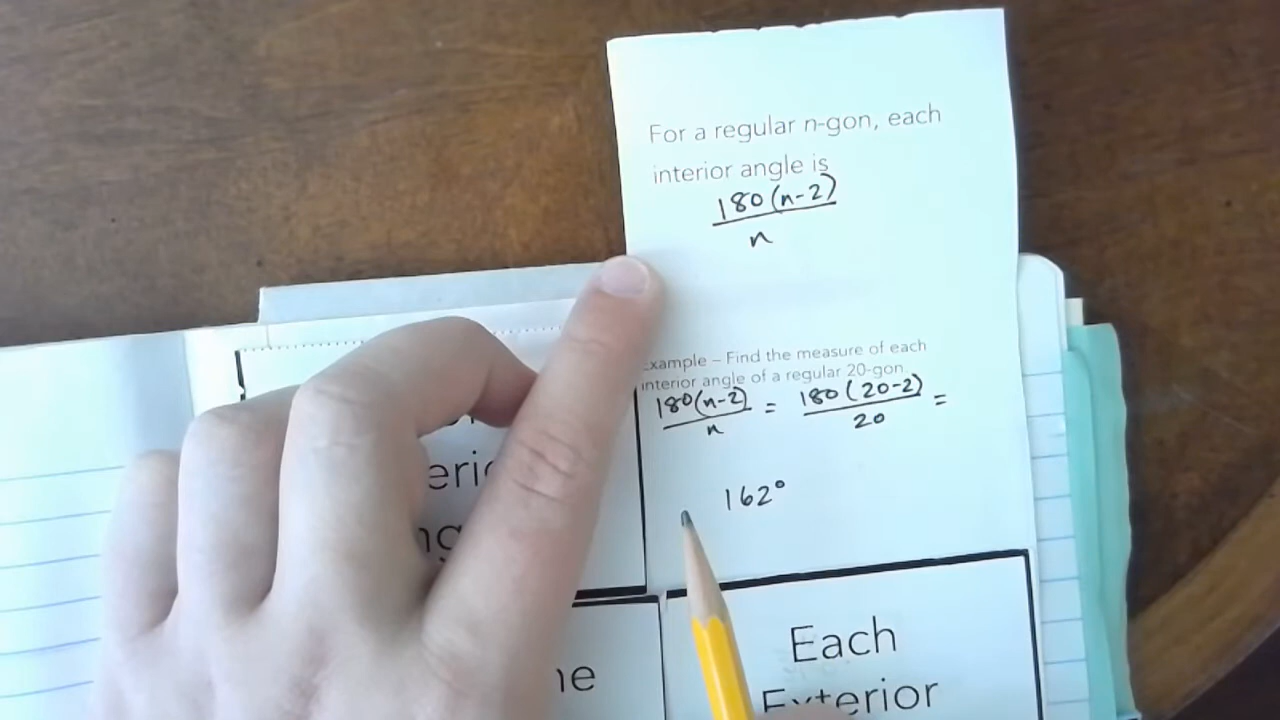 For a regular n-gon, each
interior angle is
180(n-2)
n
Example – Find the measure of each
interior angle of a regular 20-gon.
180(n-2) = 180(20-2) =
n 20
162°
Each
Exterior